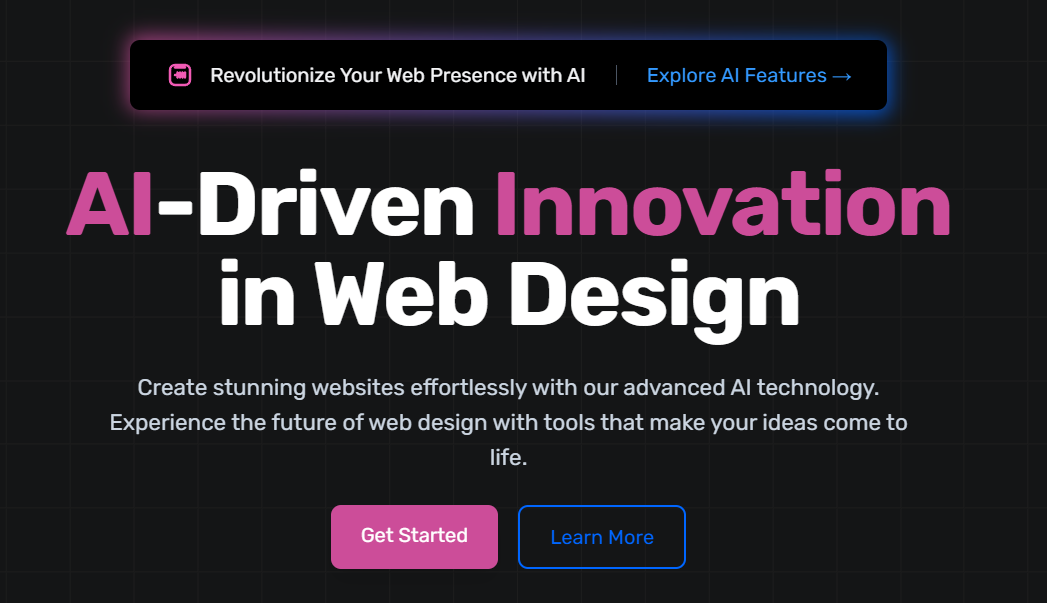 Revolutionize Your Web Presence with AI
Explore AI Features →
AI-Driven Innovation
in Web Design
Create stunning websites effortlessly with our advanced AI technology.
Experience the future of web design with tools that make your ideas come to
life.
Get Started
Learn More